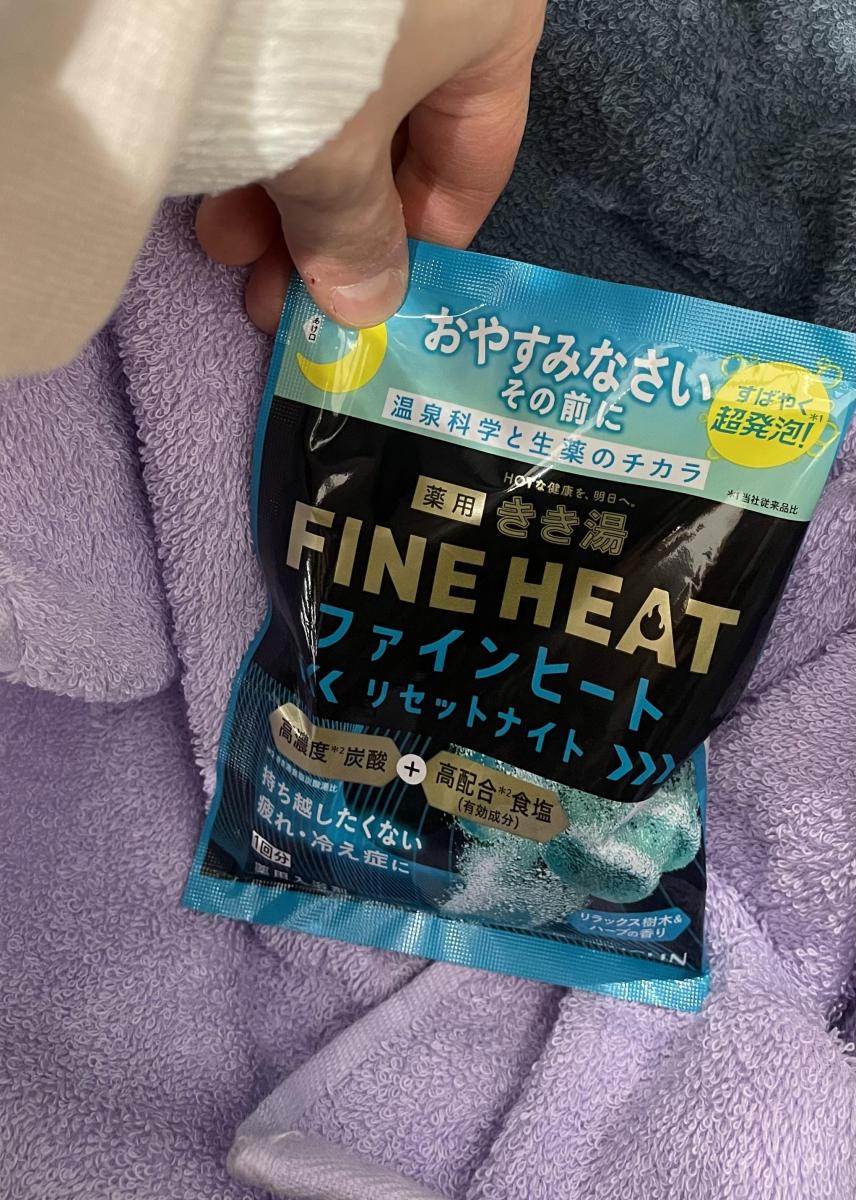 あけ口
おやすみなさい
その前に
すばやく
超発泡!*1
温泉科学と生薬のチカラ
*1当社従来品比
HOTな健康を、明日へ。
薬用 きき湯
FINE HEAT
ファインヒート
リセットナイト
高濃度*2炭酸 + 高配合*2食塩
(有効成分)
持ち越したくない
疲れ・冷え症に
1回分
薬用入浴剤
リラックス樹木&
ハーブの香り